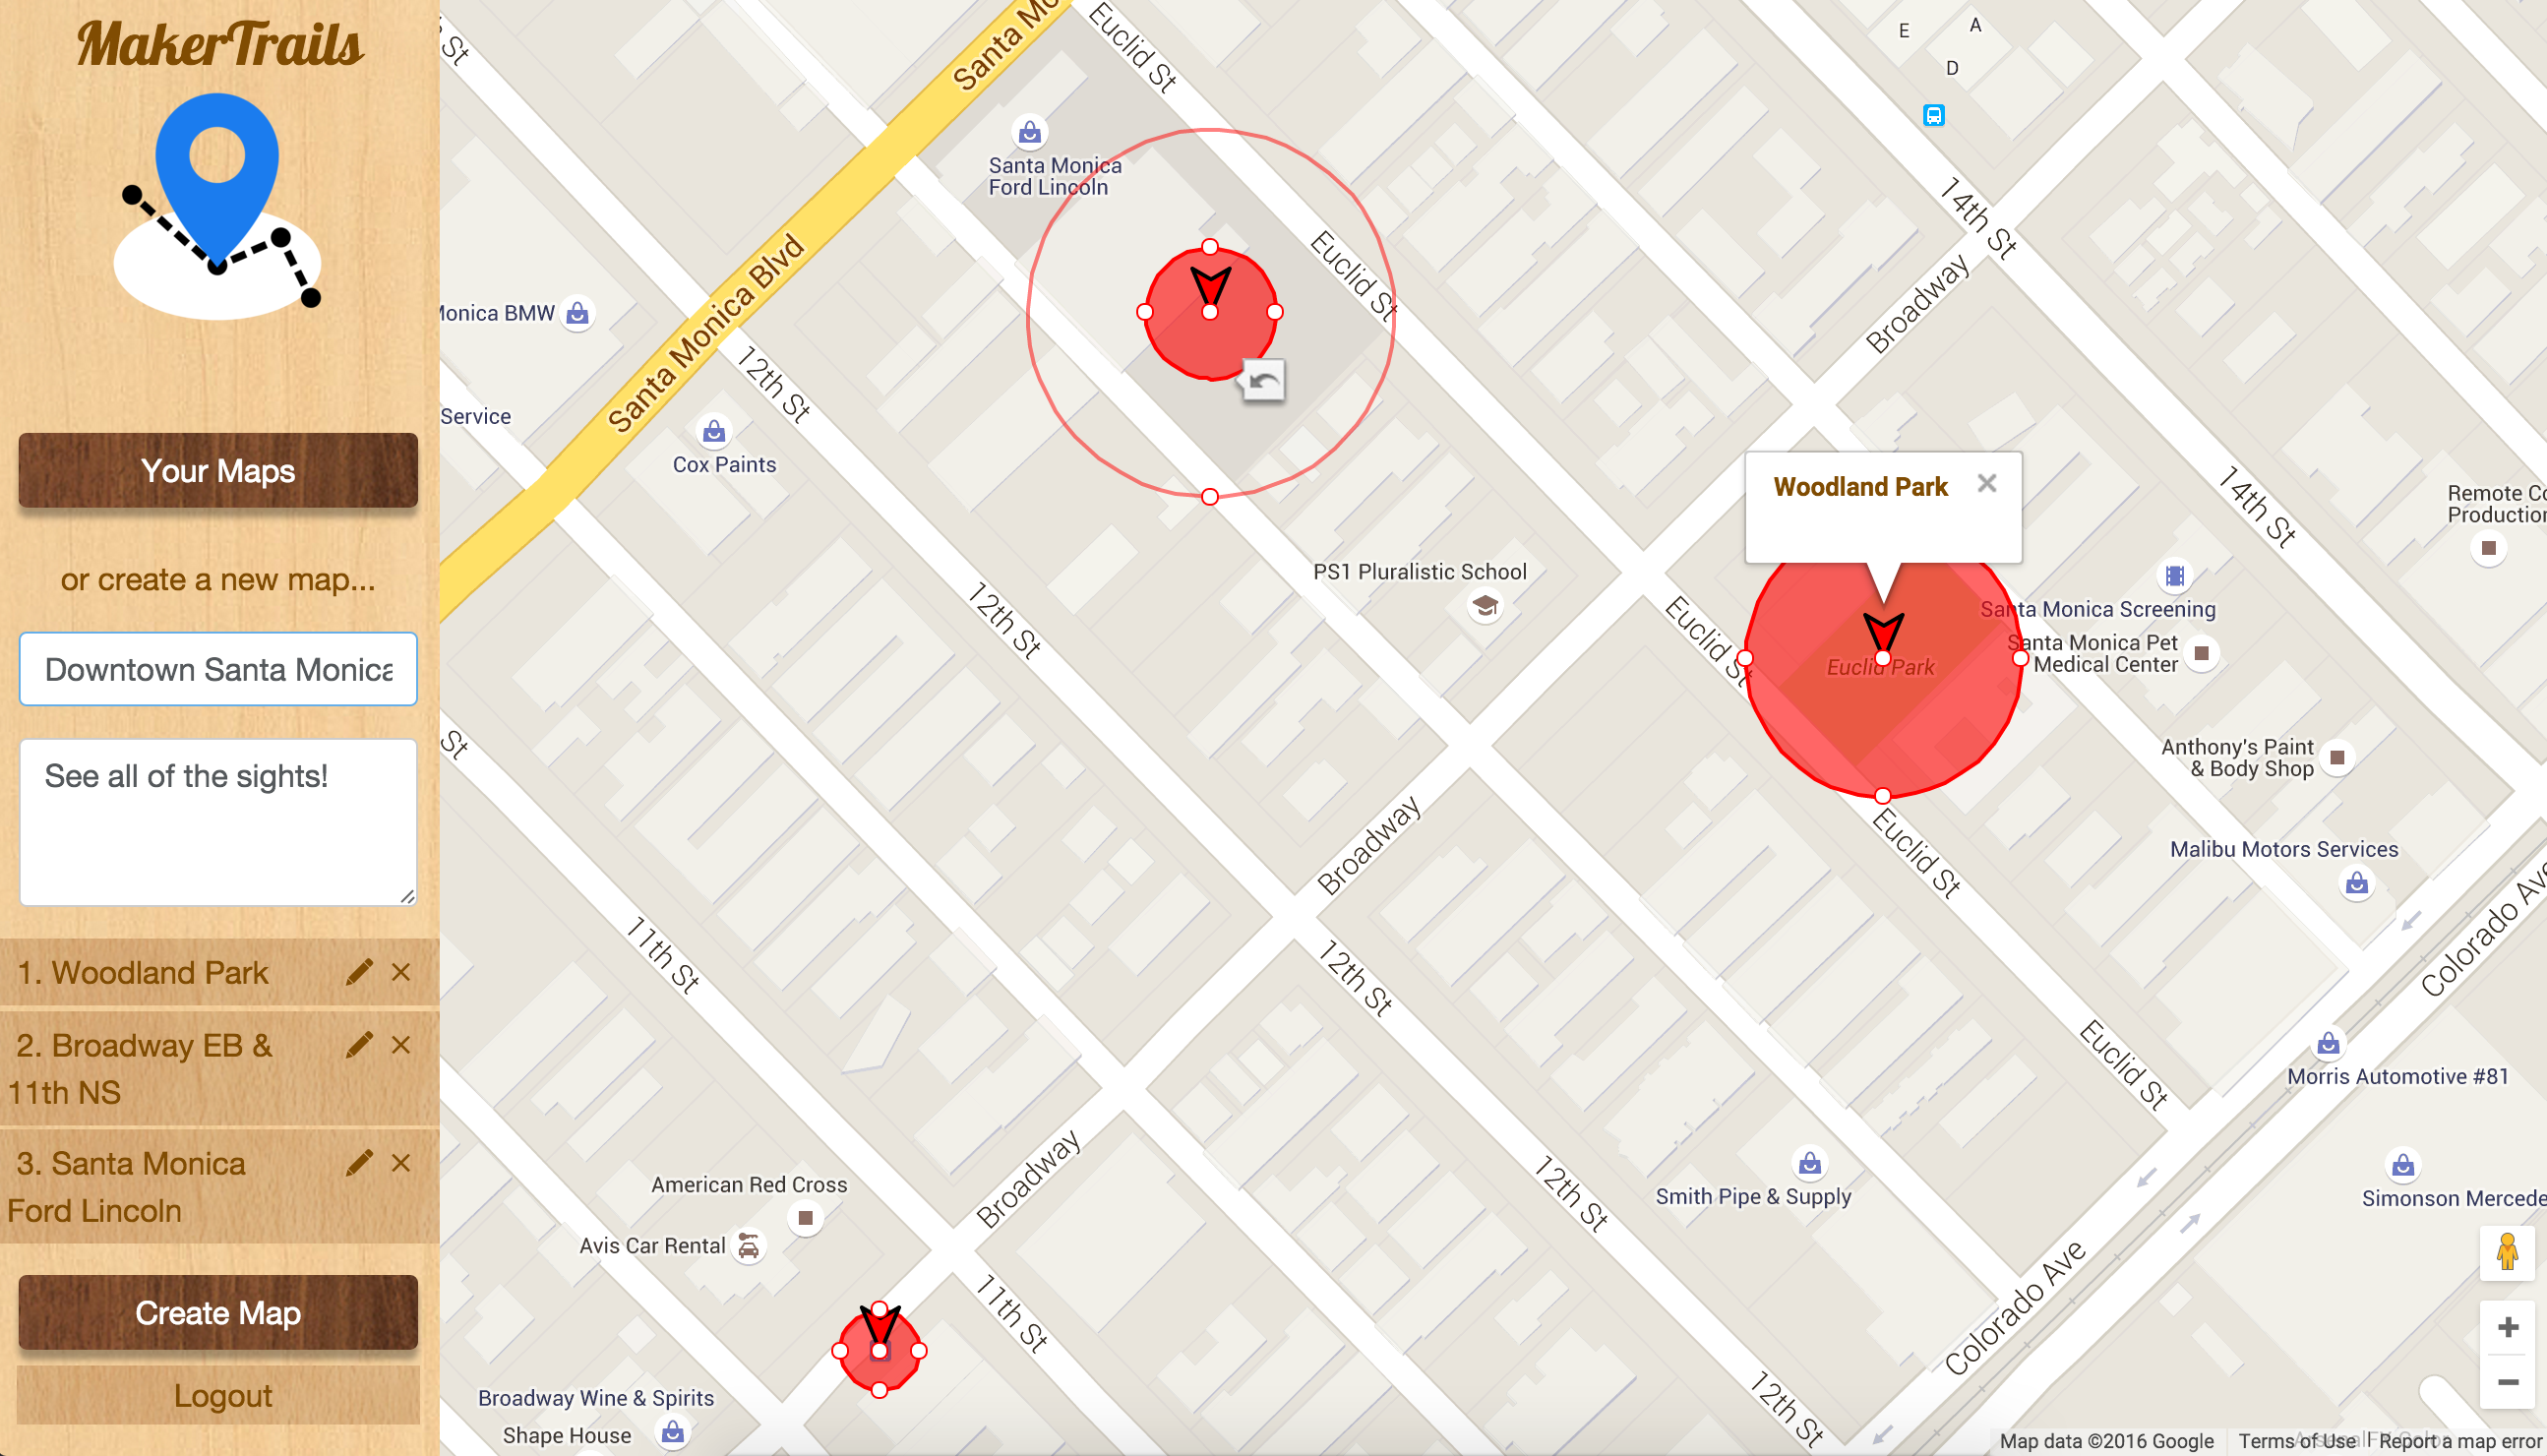 MakerTrails
Your Maps
or create a new map...
Downtown Santa Monica
See all of the sights!
1. Woodland Park
2. Broadway EB &
11th NS
3. Santa Monica
Ford Lincoln
Create Map
Logout
St
Santa Mo
Euclid St
E
A
D
Santa Monica
Ford Lincoln
14th St
Euclid St
Broadway
Santa Monica Blvd
Monica BMW
12th St
Service
Cox Paints
Woodland Park
14th St
Remote Co
Production
PS1 Pluralistic School
12th St
Euclid St
Santa Monica Screening
Euclid Park
Santa Monica Pet
Medical Center
St
Anthony's Paint
& Body Shop
Broadway
Euclid St
Malibu Motors Services
11th St
12th St
Colorado Ave
Euclid St
Morris Automotive #81
American Red Cross
Broadway
12th St
Smith Pipe & Supply
Simonson Mercede
Avis Car Rental
11th St
Colorado Ave
Broadway Wine & Spirits
12th St
Shape House
Map data ©2016 Google
Terms of Use
Report a map error